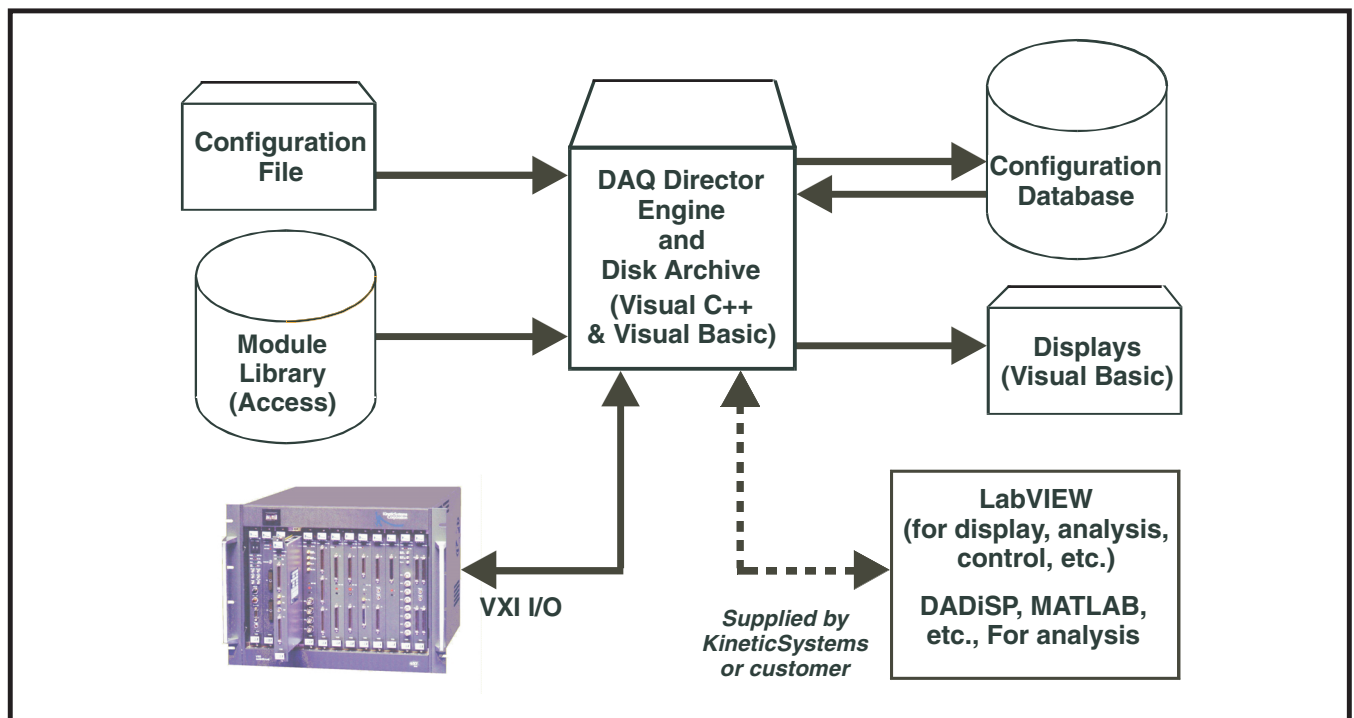 Configuration
File
DAQ Director
Engine
and
Disk Archive
(Visual C++
& Visual Basic)
Configuration
Database
Module
Library
(Access)
Displays
(Visual Basic)
VXI I/O
Supplied by
KineticSystems
or customer
LabVIEW
(for display, analysis,
control, etc.)
DADiSP, MATLAB,
etc., For analysis